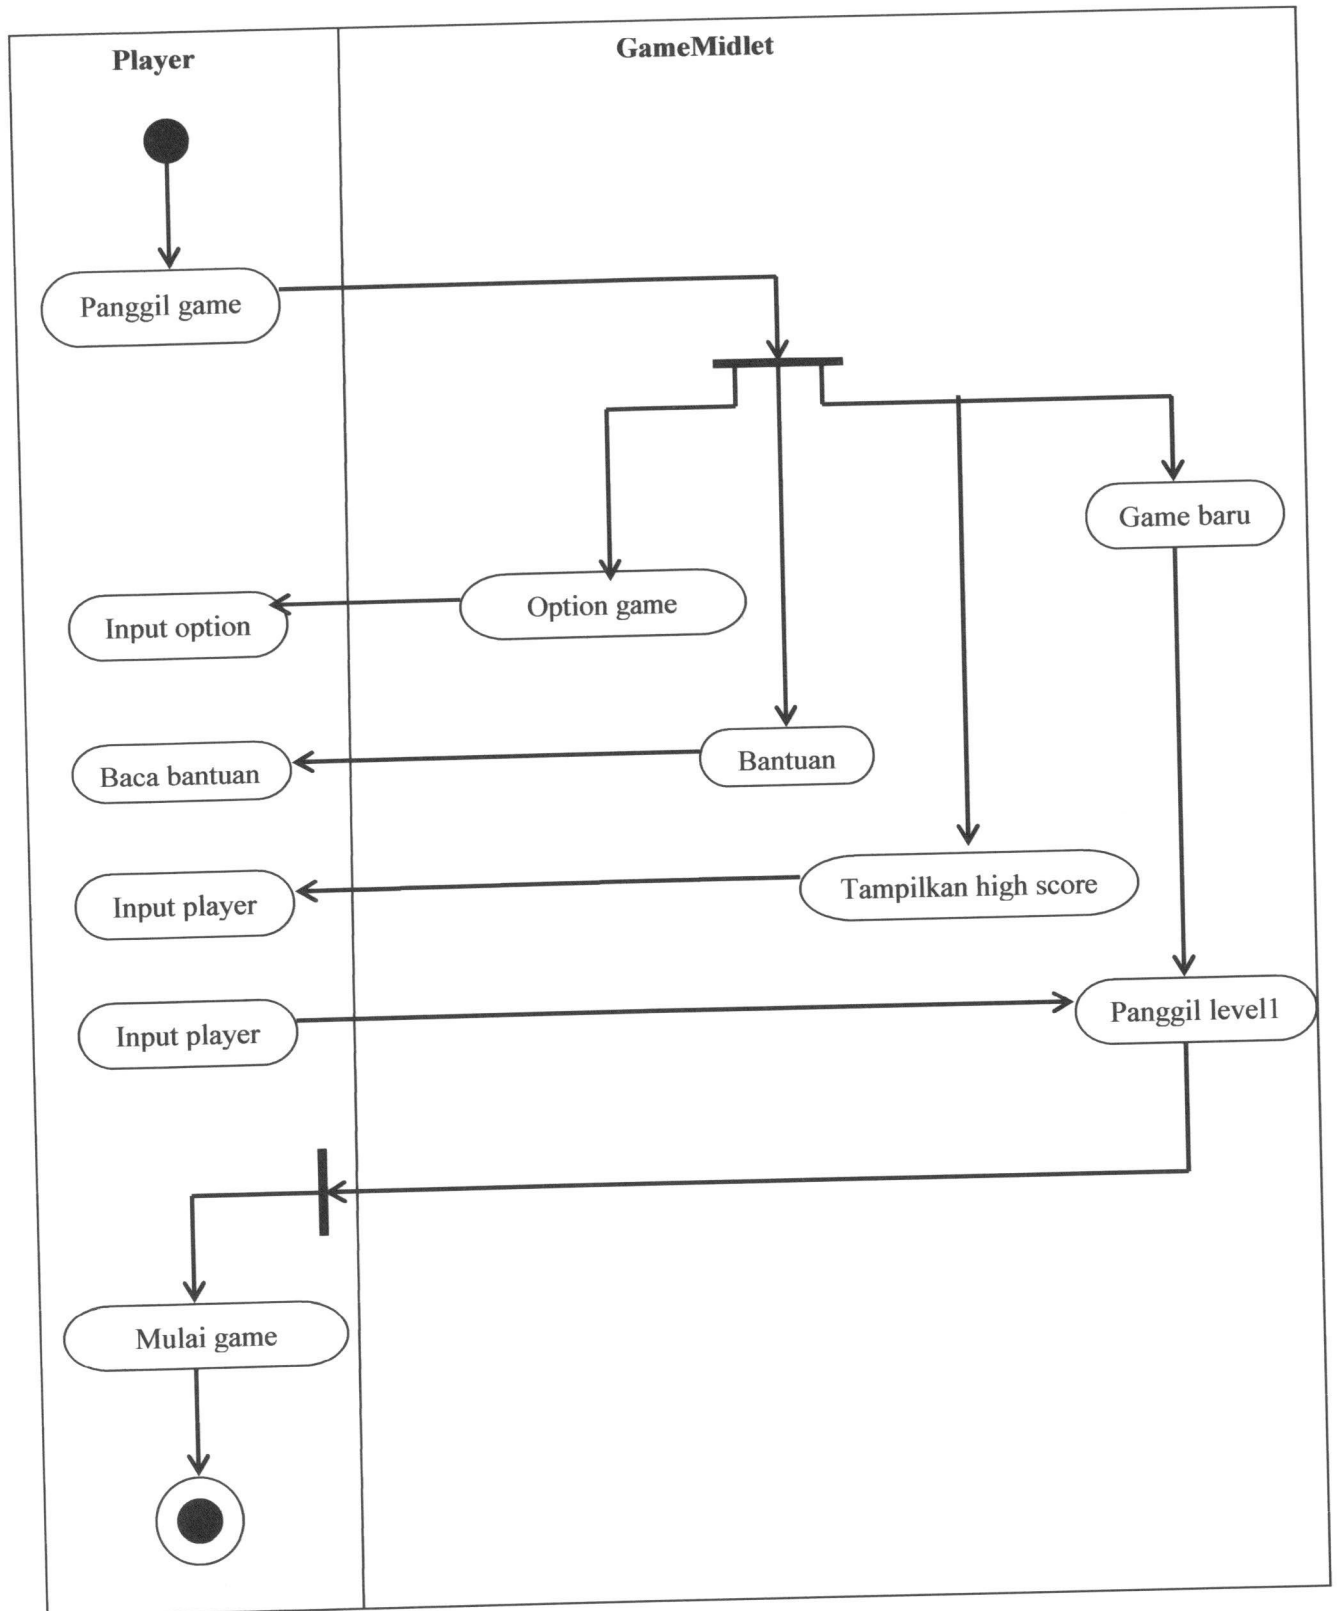 Player
GameMidlet
Panggil game
Game baru
Option game
Input option
Bantuan
Baca bantuan
Tampilkan high score
Input player
Input player
Panggil level1
Mulai game